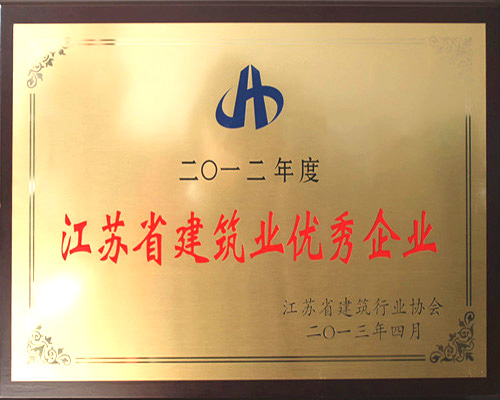 二〇一二年度
江苏省建筑业优秀企业
江苏省建筑行业协会
二〇一三年四月